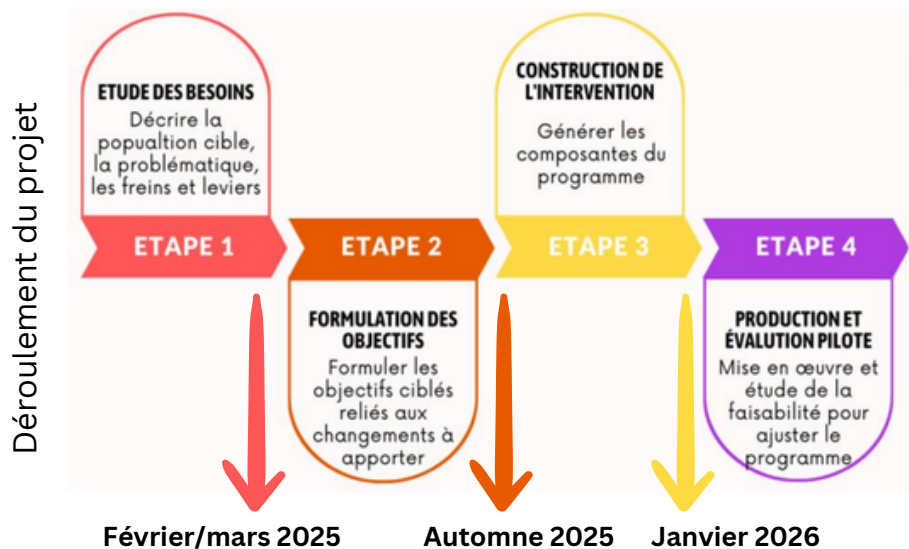 Déroulement du projet
ETUDE DES BESOINS
Décrire la
popualtion cible,
la problématique,
les freins et leviers
ETAPE 1
ETAPE 2
FORMULATION DES
OBJECTIFS
Formuler les
objectifs ciblés
reliés aux
changements à
apporter
CONSTRUCTION DE
L'INTERVENTION
Générer les
composantes du
programme
ETAPE 3
ETAPE 4
PRODUCTION ET
ÉVALUTION PILOTE
Mise en œuvre et
étude de la
faisabilité pour
ajuster le
programme
Février/mars 2025
Automne 2025
Janvier 2026